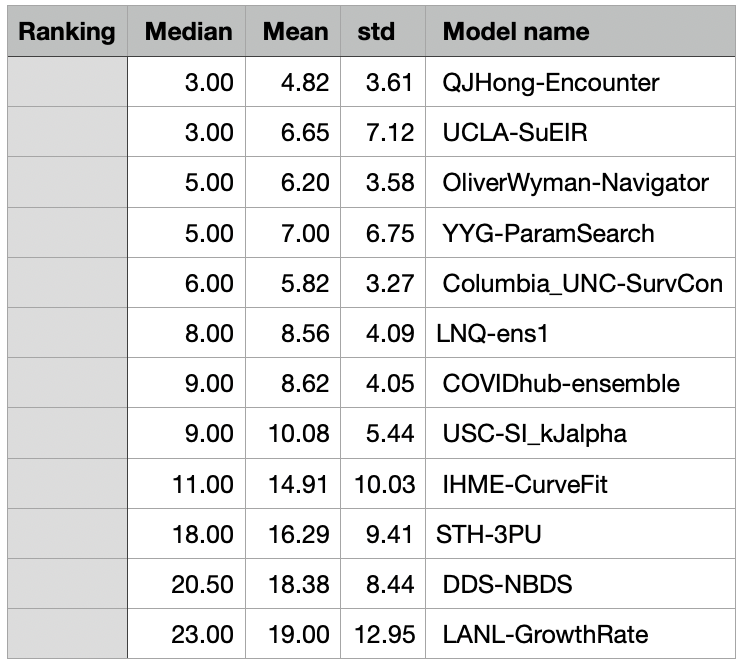 Ranking Median Mean std Model name
3.00 4.82 3.61 QJHong-Encounter
3.00 6.65 7.12 UCLA-SuEIR
5.00 6.20 3.58 OliverWyman-Navigator
5.00 7.00 6.75 YYG-ParamSearch
6.00 5.82 3.27 Columbia_UNC-SurvCon
8.00 8.56 4.09 LNQ-ens1
9.00 8.62 4.05 COVIDhub-ensemble
9.00 10.08 5.44 USC-SI_kJalpha
11.00 14.91 10.03 IHME-CurveFit
18.00 16.29 9.41 STH-3PU
20.50 18.38 8.44 DDS-NBDS
23.00 19.00 12.95 LANL-GrowthRate